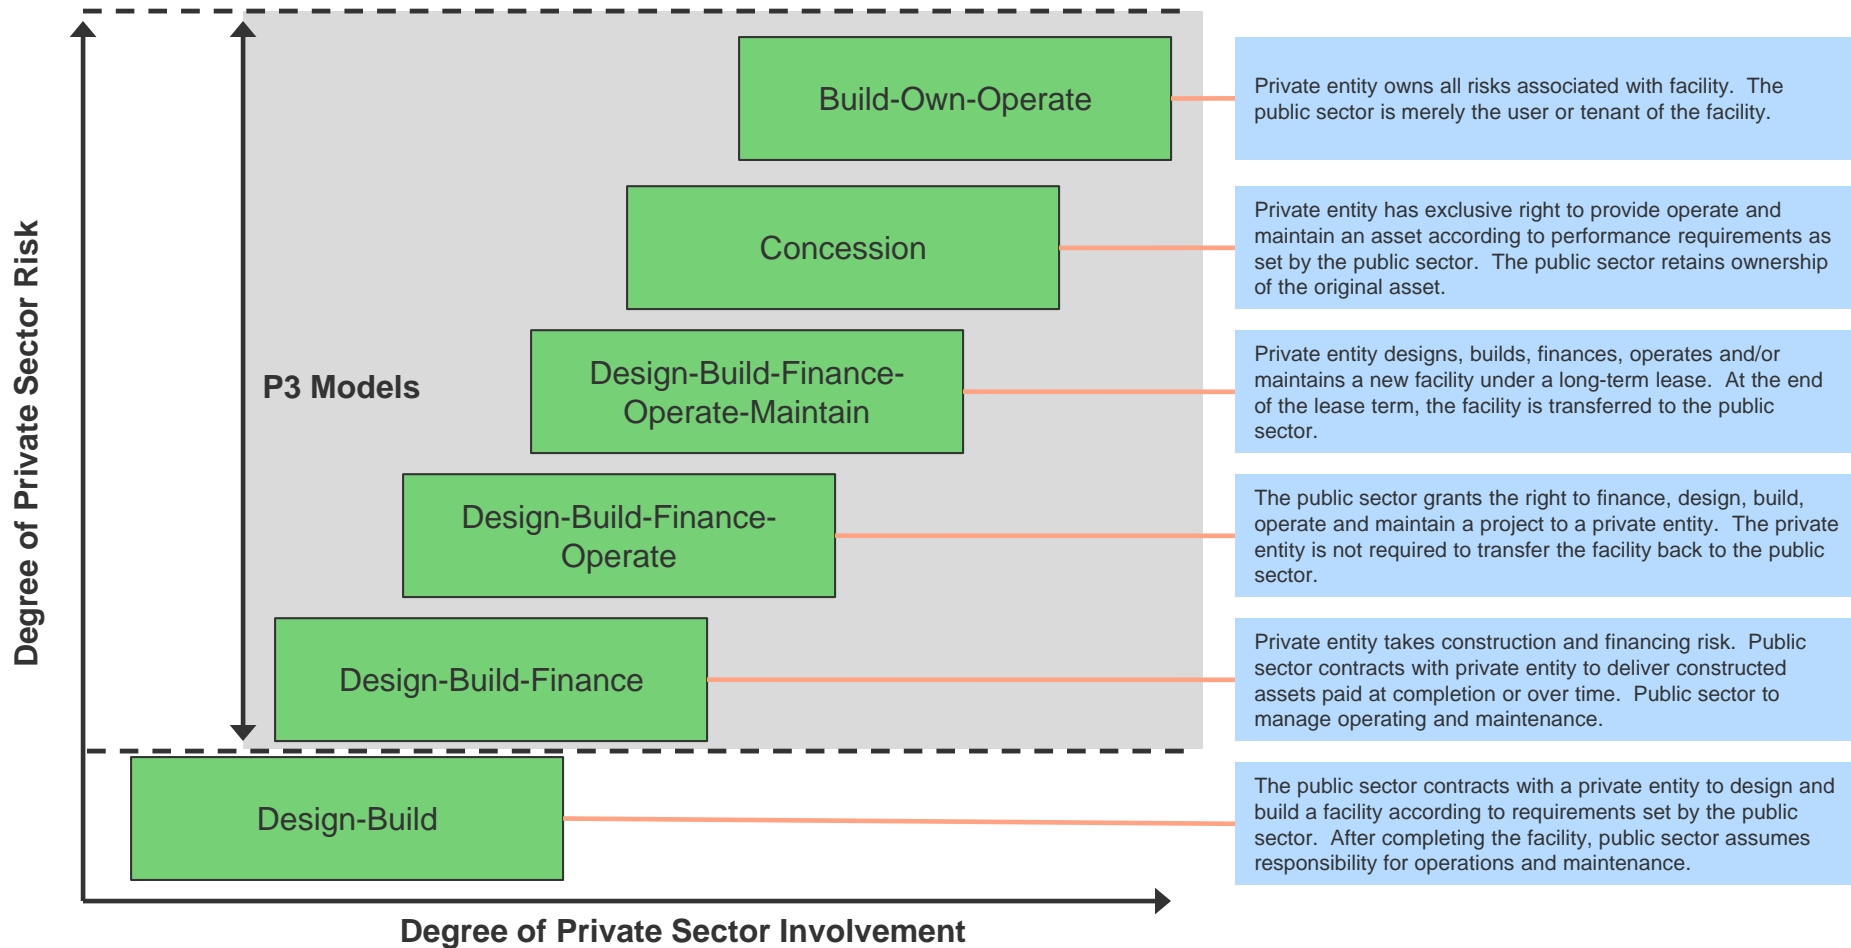 Build-Own-Operate
Private entity owns all risks associated with facility.  The
public sector is merely the user or tenant of the facility.
Concession
Private entity has exclusive right to provide operate and
maintain an asset according to performance requirements as
set by the public sector.  The public sector retains ownership
of the original asset.
Degree of Private Sector Risk
P3 Models
Design-Build-Finance-
Operate-Maintain
Private entity designs, builds, finances, operates and/or
maintains a new facility under a long-term lease.  At the end
of the lease term, the facility is transferred to the public
sector.
Design-Build-Finance-
Operate
The public sector grants the right to finance, design, build,
operate and maintain a project to a private entity.  The private
entity is not required to transfer the facility back to the public
sector.
Design-Build-Finance
Private entity takes construction and financing risk.  Public
sector contracts with private entity to deliver constructed
assets paid at completion or over time.  Public sector to
manage operating and maintenance.
Design-Build
The public sector contracts with a private entity to design and
build a facility according to requirements set by the public
sector.  After completing the facility, public sector assumes
responsibility for operations and maintenance.
Degree of Private Sector Involvement